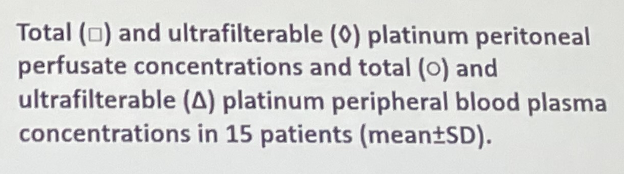 Total (□) and ultrafilterable (◊) platinum peritoneal
perfusate concentrations and total (○) and
ultrafilterable (Δ) platinum peripheral blood plasma
concentrations in 15 patients (mean±SD).